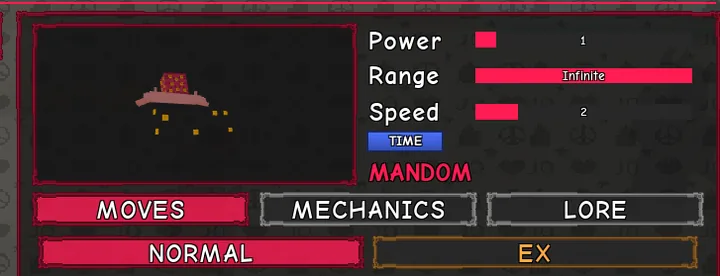 Power 1
Range Infinite
Speed 2
TIME
MANDOM
MOVES MECHANICS LORE
NORMAL EX